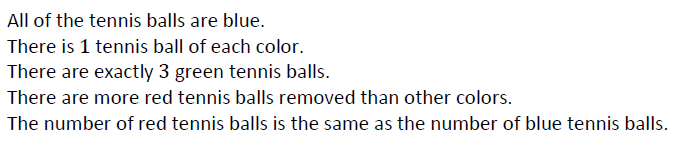 All of the tennis balls are blue.
There is 1 tennis ball of each color.
There are exactly 3 green tennis balls.
There are more red tennis balls removed than other colors.
The number of red tennis balls is the same as the number of blue tennis balls.